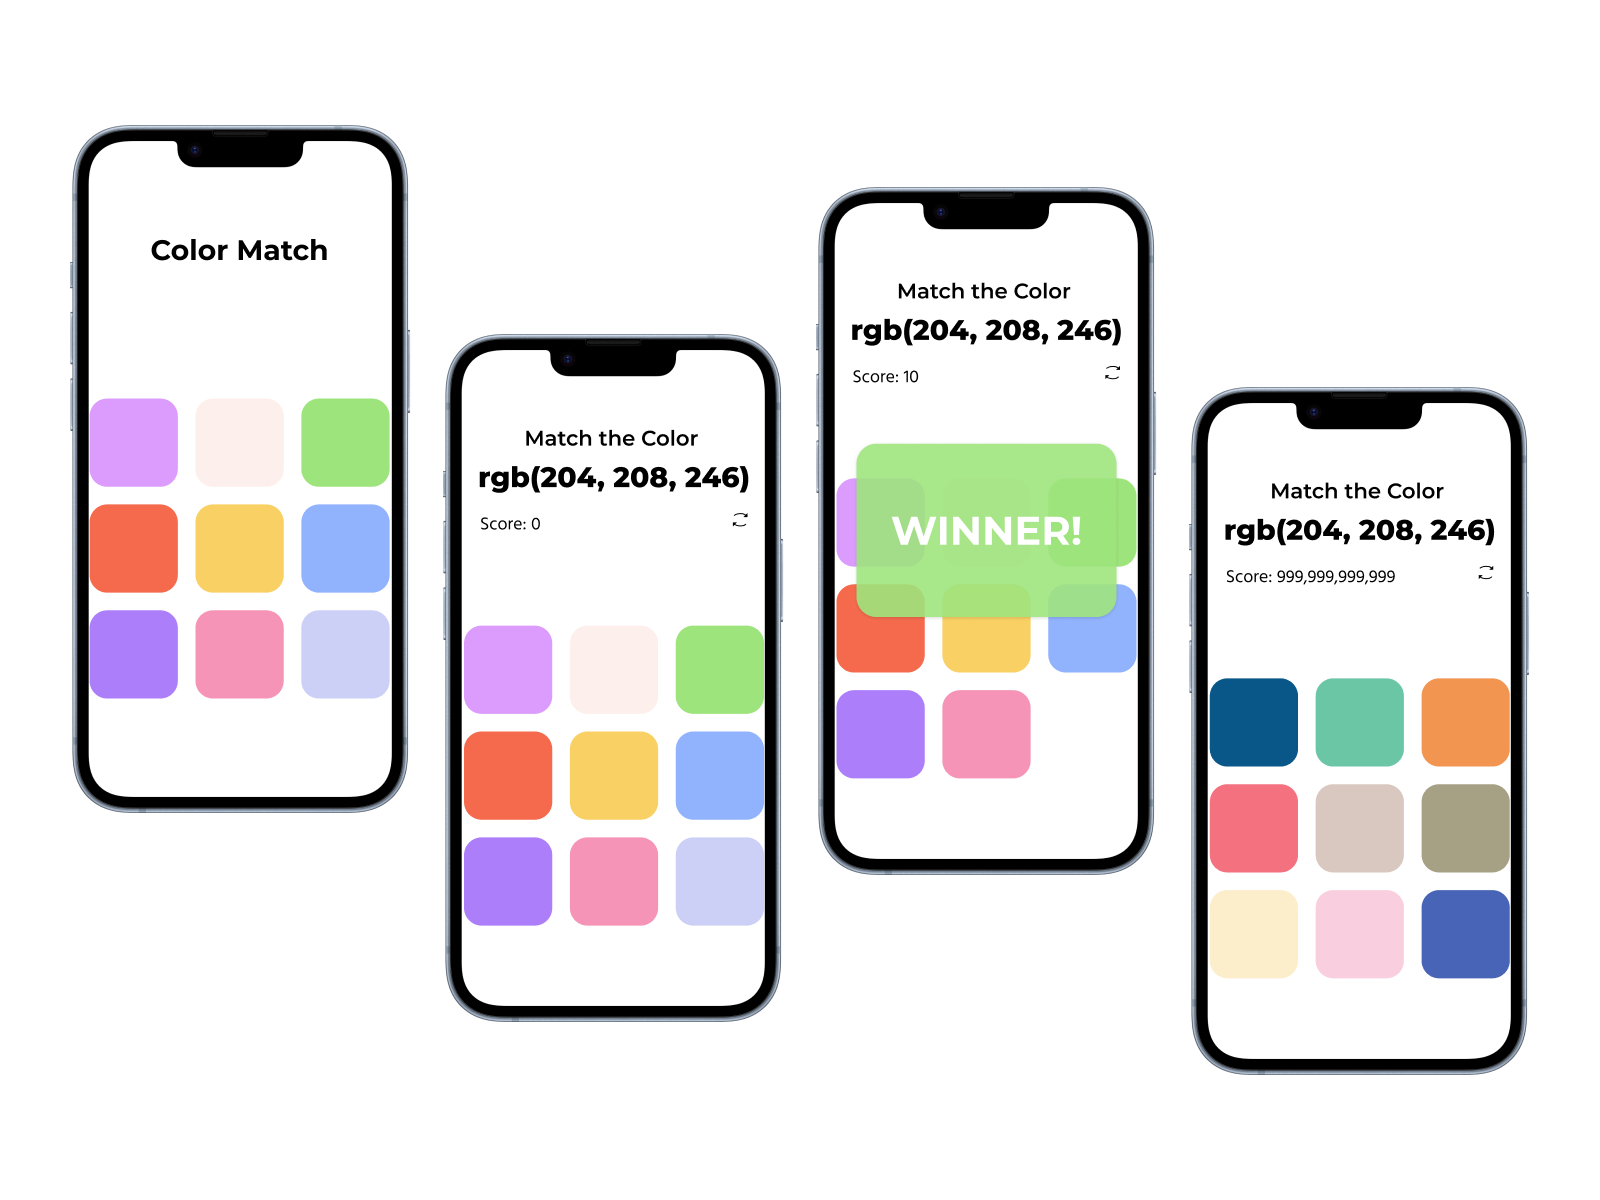 Color Match
Match the Color
rgb(204, 208, 246)
Score: 0
Match the Color
rgb(204, 208, 246)
Score: 10
WINNER!
Match the Color
rgb(204, 208, 246)
Score: 999,999,999,999